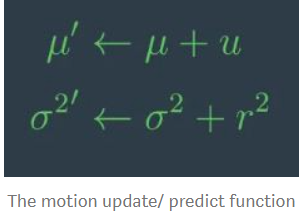 μ′ ← μ + u
σ²′ ← σ² + r²
The motion update/ predict function